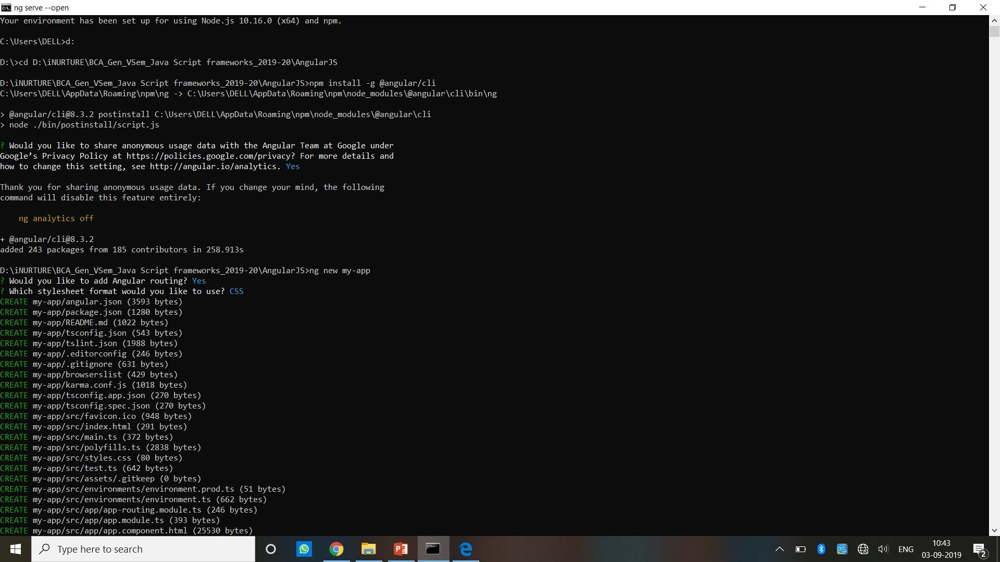 ng serve --open
Your environment has been set up for using Node.js 10.16.0 (x64) and npm.
C:\Users\DELL>d:
D:\>cd D:\iNURTURE\BCA_Gen_VSem_Java Script frameworks_2019-20\AngularJS
D:\iNURTURE\BCA_Gen_VSem_Java Script frameworks_2019-20\AngularJS>npm install -g @angular/cli
C:\Users\DELL\AppData\Roaming\npm\ng -> C:\Users\DELL\AppData\Roaming\npm\node_modules\@angular\cli\bin\ng
> @angular/cli@8.3.2 postinstall C:\Users\DELL\AppData\Roaming\npm\node_modules\@angular\cli
> node ./bin/postinstall/script.js
? Would you like to share anonymous usage data with the Angular Team at Google under
Google’s Privacy Policy at https://policies.google.com/privacy? For more details and
how to change this setting, see http://angular.io/analytics. Yes
Thank you for sharing anonymous usage data. If you change your mind, the following
command will disable this feature entirely:
ng analytics off
+ @angular/cli@8.3.2
added 243 packages from 185 contributors in 258.913s
D:\iNURTURE\BCA_Gen_VSem_Java Script frameworks_2019-20\AngularJS>ng new my-app
? Would you like to add Angular routing? Yes
? Which stylesheet format would you like to use? CSS
CREATE my-app/angular.json (3593 bytes)
CREATE my-app/package.json (1280 bytes)
CREATE my-app/README.md (1022 bytes)
CREATE my-app/tsconfig.json (543 bytes)
CREATE my-app/tslint.json (1988 bytes)
CREATE my-app/.editorconfig (246 bytes)
CREATE my-app/.gitignore (631 bytes)
CREATE my-app/browserslist (429 bytes)
CREATE my-app/karma.conf.js (1018 bytes)
CREATE my-app/tsconfig.app.json (270 bytes)
CREATE my-app/tsconfig.spec.json (270 bytes)
CREATE my-app/src/favicon.ico (948 bytes)
CREATE my-app/src/index.html (291 bytes)
CREATE my-app/src/main.ts (372 bytes)
CREATE my-app/src/polyfills.ts (2838 bytes)
CREATE my-app/src/styles.css (80 bytes)
CREATE my-app/src/test.ts (642 bytes)
CREATE my-app/src/assets/.gitkeep (0 bytes)
CREATE my-app/src/environments/environment.prod.ts (51 bytes)
CREATE my-app/src/environments/environment.ts (662 bytes)
CREATE my-app/src/app/app-routing.module.ts (246 bytes)
CREATE my-app/src/app/app.module.ts (393 bytes)
CREATE my-app/src/app/app.component.html (25530 bytes)
Type here to search
ENG
10:43
03-09-2019
2